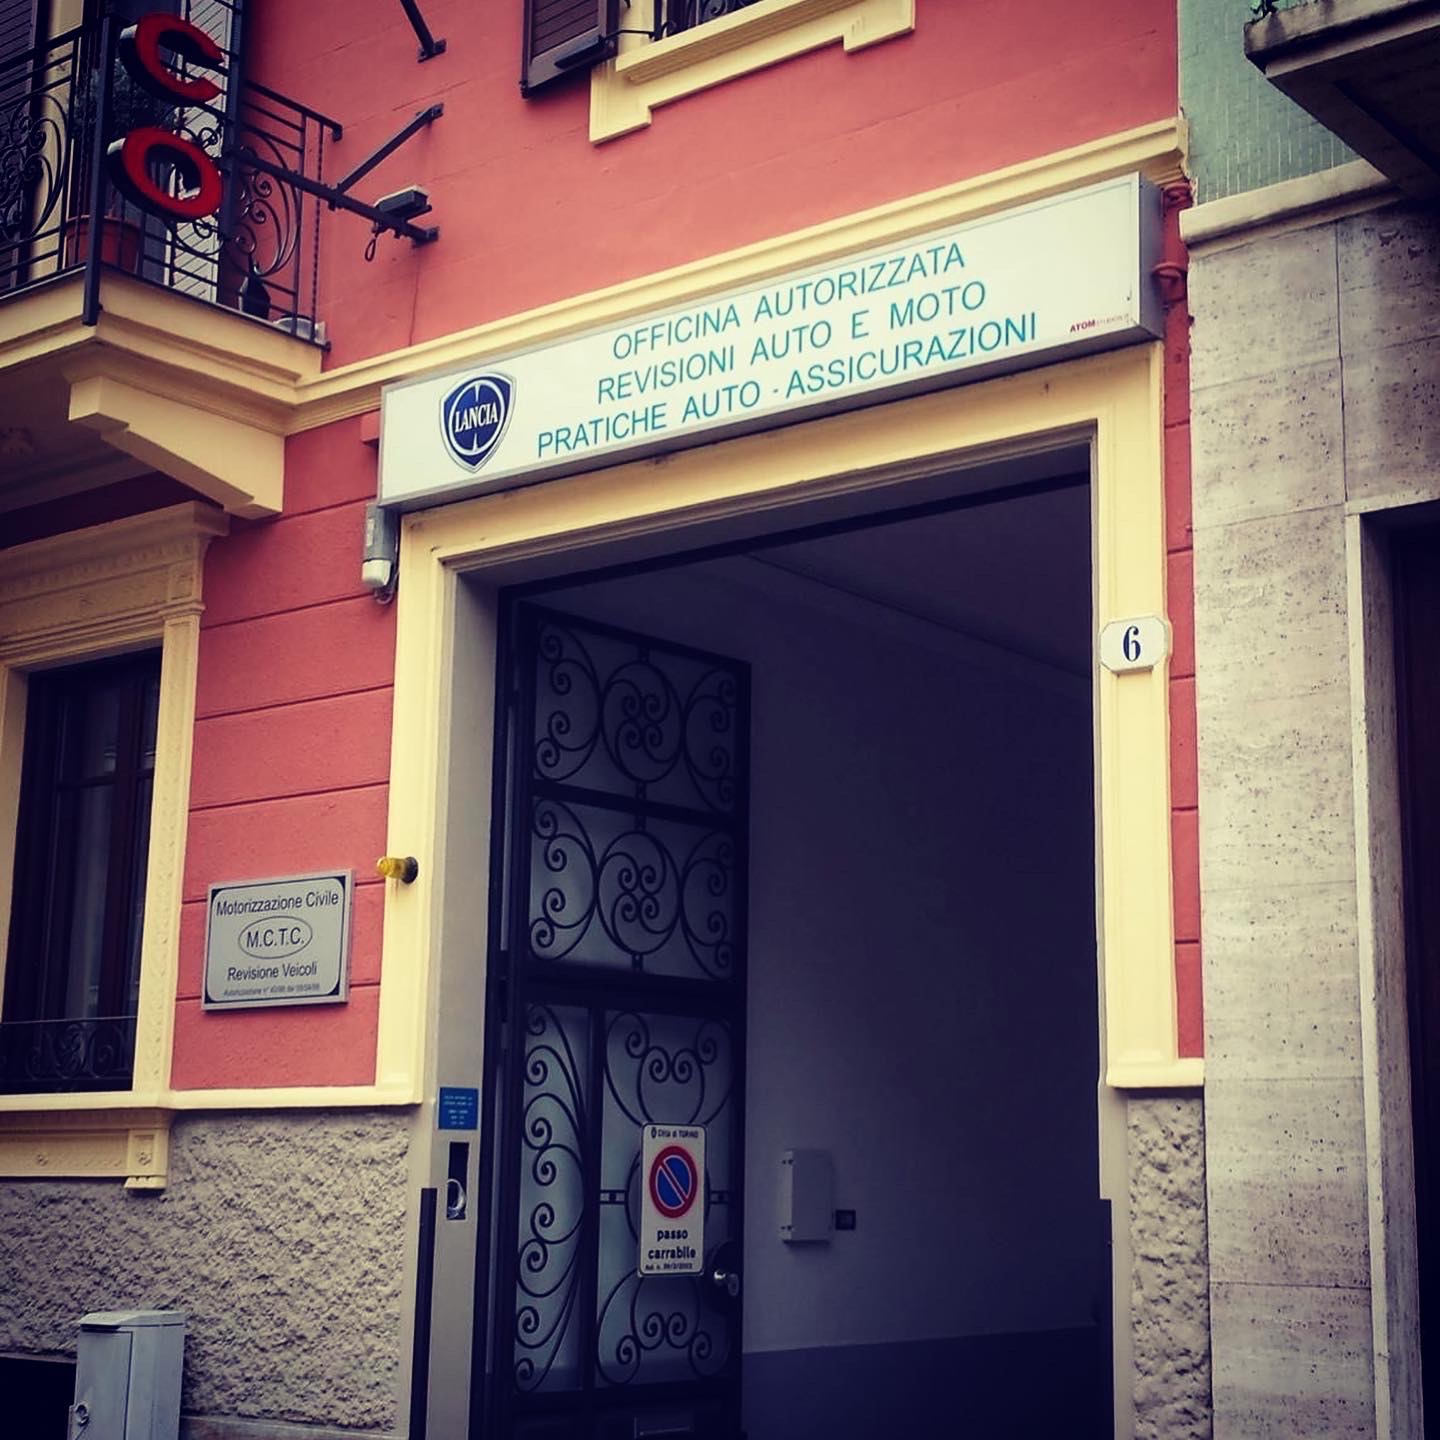 CO
OFFICINA AUTORIZZATA
REVISIONI AUTO E MOTO
PRATICHE AUTO - ASSICURAZIONI
LANCIA
ATOM
6
Motorizzazione Civile
M.C.T.C.
Revisione Veicoli
Autorizzazione n°
Città di TORINO
passo
carrabile